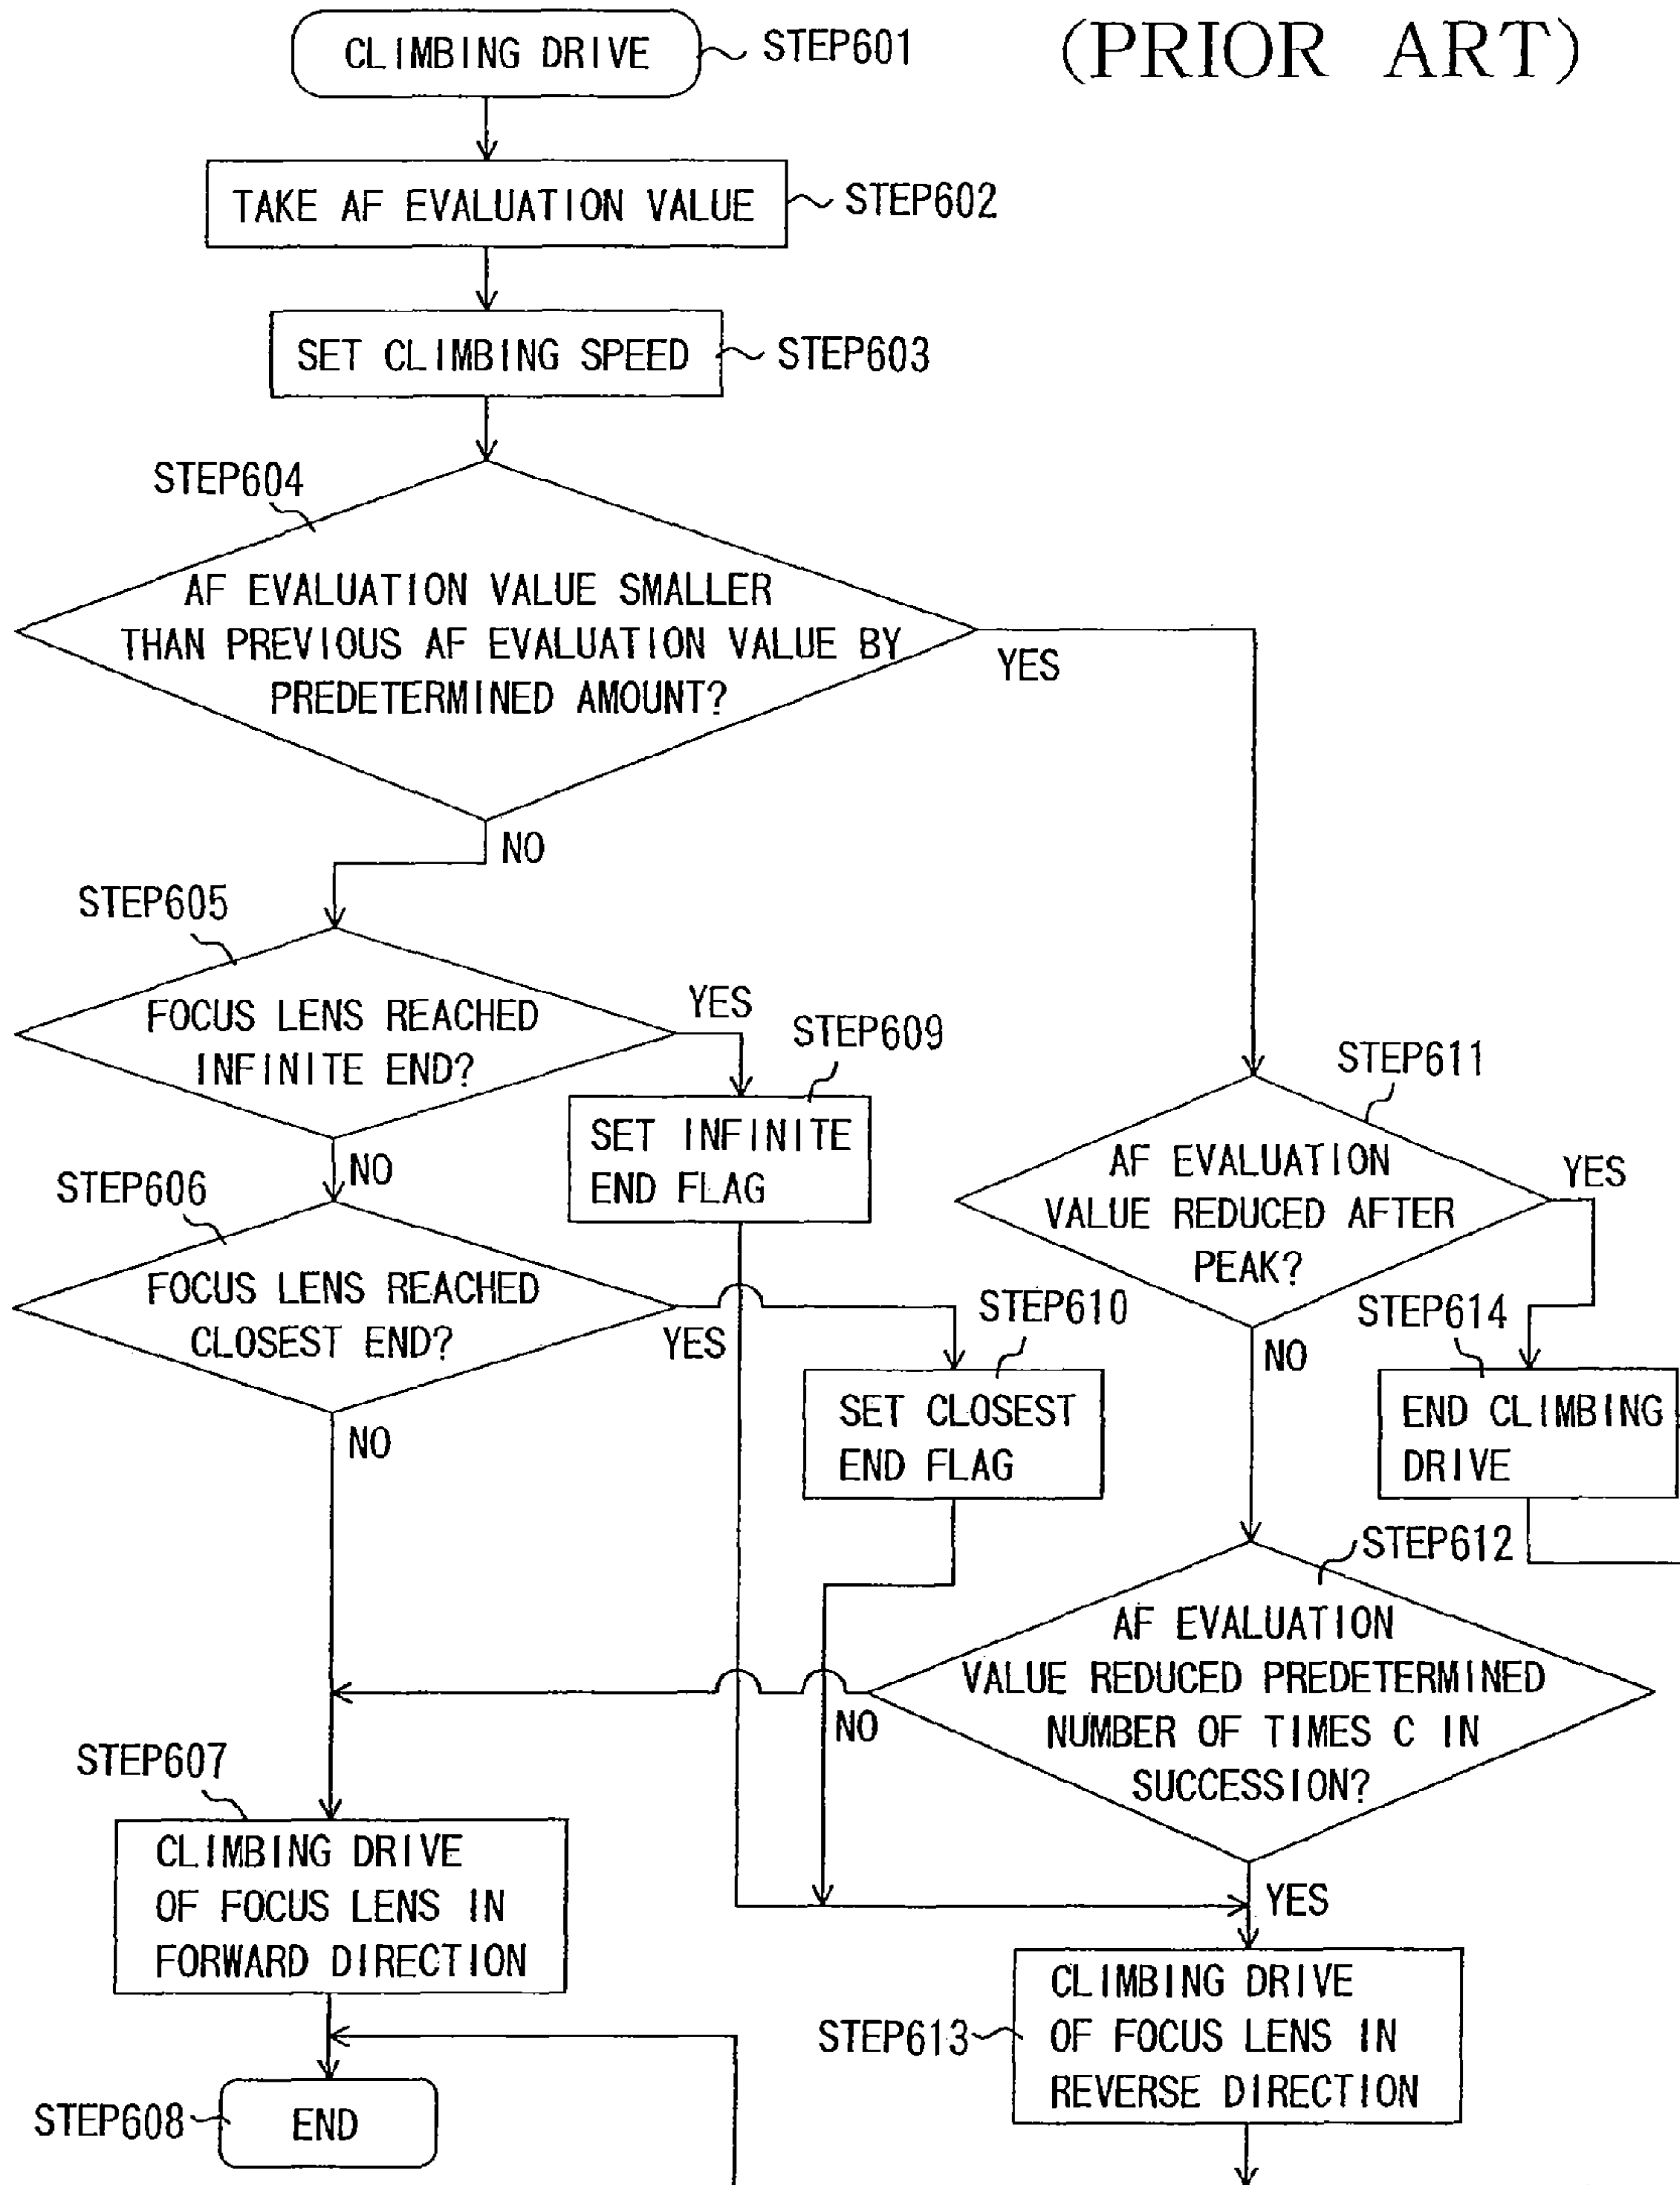 (PRIOR ART)
CLIMBING DRIVE
STEP601
TAKE AF EVALUATION VALUE
STEP602
SET CLIMBING SPEED
STEP603
STEP604
AF EVALUATION VALUE SMALLER
THAN PREVIOUS AF EVALUATION VALUE BY
PREDETERMINED AMOUNT?
YES
NO
STEP605
FOCUS LENS REACHED
INFINITE END?
YES
NO
STEP609
SET INFINITE
END FLAG
STEP606
FOCUS LENS REACHED
CLOSEST END?
YES
NO
STEP610
SET CLOSEST
END FLAG
STEP611
AF EVALUATION
VALUE REDUCED AFTER
PEAK?
YES
NO
STEP614
END CLIMBING
DRIVE
STEP612
AF EVALUATION
VALUE REDUCED PREDETERMINED
NUMBER OF TIMES C IN
SUCCESSION?
NO
YES
STEP607
CLIMBING DRIVE
OF FOCUS LENS IN
FORWARD DIRECTION
STEP613
CLIMBING DRIVE
OF FOCUS LENS IN
REVERSE DIRECTION
STEP608
END